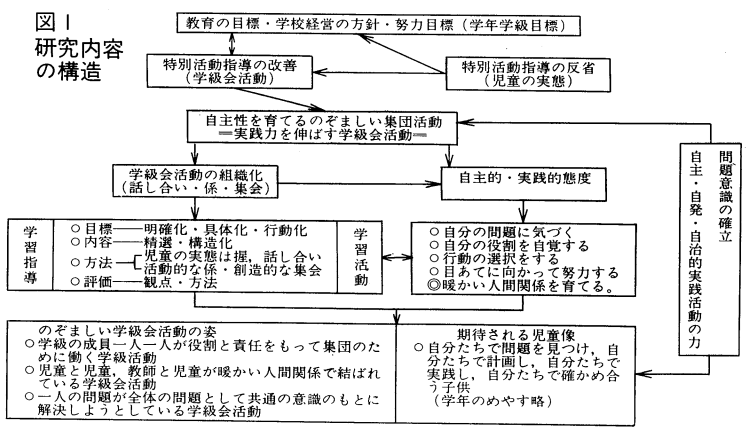 図1
研究内容
の構造
教育の目標・学校経営の方針・努力目標(学年学級目標)
特別活動指導の改善
(学級会活動)
特別活動指導の反省
(児童の実態)
自主性を育てるのぞましい集団活動
=実践力を伸ばす学級会活動=
学級会活動の組織化
(話し合い・係・集会)
自主的・実践的態度
学習指導
○目標――明確化・具体化・行動化
○内容――精選・構造化
○方法―児童の実態は握,話し合い
活動的な係・創造的な集会
○評価――観点・方法
学習活動
○自分の問題に気づく
○自分の役割を自覚する
○行動の選択をする
○目あてに向かって努力する
◎暖かい人間関係を育てる。
問題意識の確立
自主・自発・自治的実践活動の力
のぞましい学級会活動の姿
○学級の成員一人一人が役割と責任をもって集団のた
めに働く学級活動
○児童と児童,教師と児童が暖かい人間関係で結ばれ
ている学級会活動
○一人の問題が全体の問題として共通の意識のもとに
解決しようとしている学級会活動
期待される児童像
○自分たちで問題を見つけ,自
分たちで計画し,自分たちで
実践し,自分たちで確かめ合
う子供
(学年のめやす略)